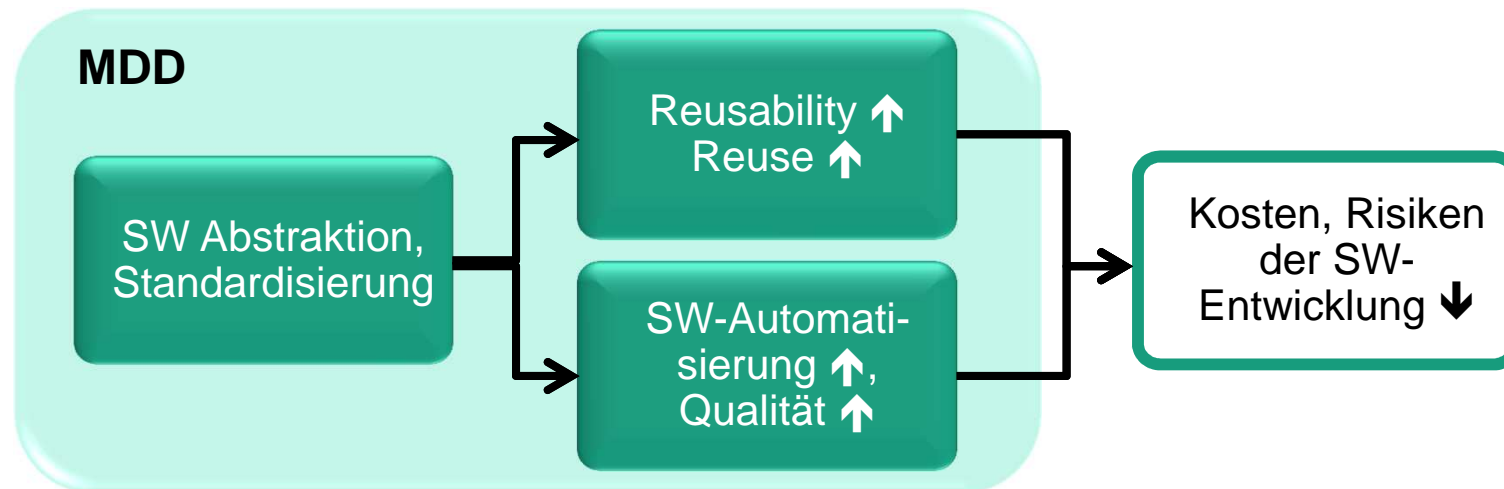 MDD
SW Abstraktion,
Standardisierung
Reusability ↑
Reuse ↑
SW-Automati-
sierung ↑,
Qualität ↑
Kosten, Risiken
der SW-
Entwicklung ↓